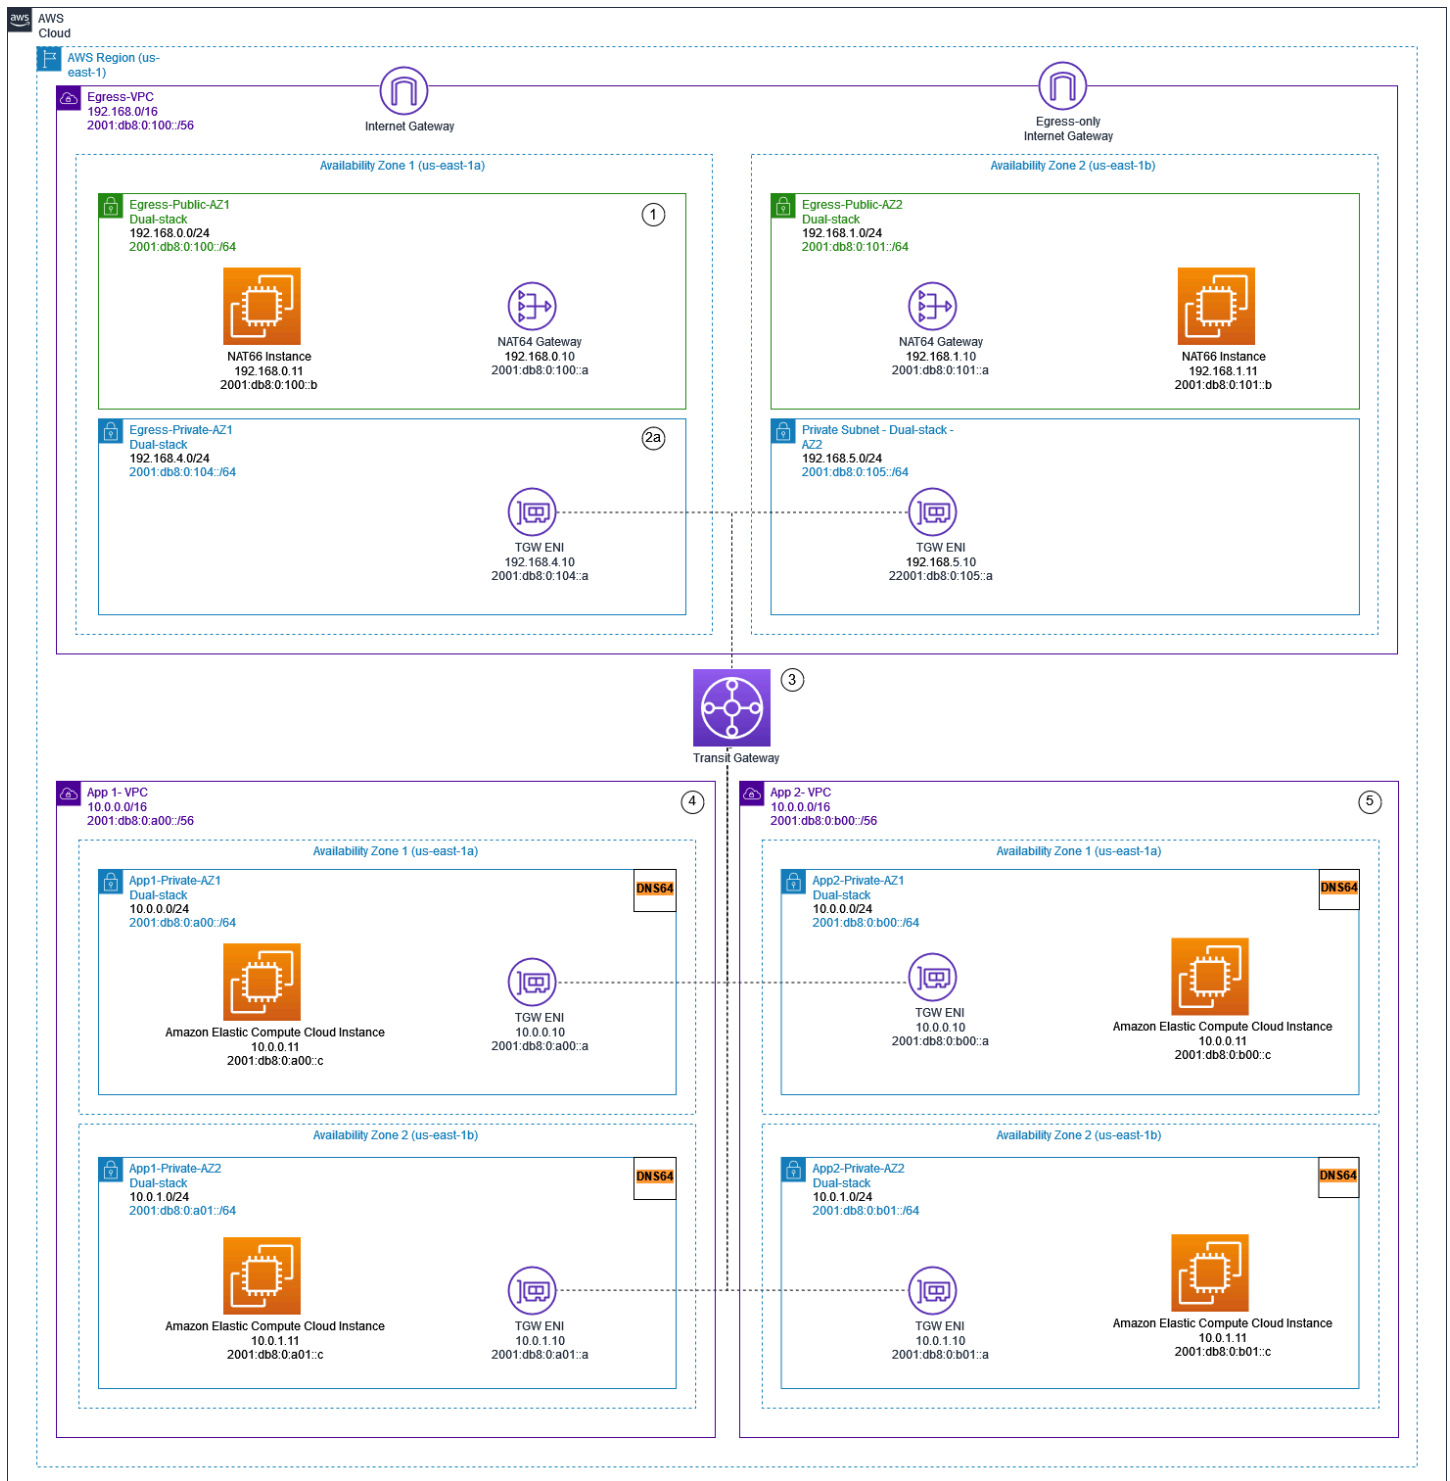 aws
AWS
Cloud
AWS Region (us-
east-1)
Egress-VPC
192.168.0/16
2001:db8:0:100::/56
Internet Gateway
Egress-only
Internet Gateway
Availability Zone 1 (us-east-1a)
Egress-Public-AZ1
Dual-stack
192.168.0.0/24
2001:db8:0:100::/64
1
NAT66 Instance
192.168.0.11
2001:db8:0:100::b
NAT64 Gateway
192.168.0.10
2001:db8:0:100::a
Egress-Private-AZ1
Dual-stack
192.168.4.0/24
2001:db8:0:104::/64
2a
TGW ENI
192.168.4.10
2001:db8:0:104::a
Availability Zone 2 (us-east-1b)
Egress-Public-AZ2
Dual-stack
192.168.1.0/24
2001:db8:0:101::/64
NAT64 Gateway
192.168.1.10
2001:db8:0:101::a
NAT66 Instance
192.168.1.11
2001:db8:0:101::b
Private Subnet - Dual-stack -
AZ2
192.168.5.0/24
2001:db8:0:105::/64
TGW ENI
192.168.5.10
22001:db8:0:105::a
3
Transit Gateway
App 1- VPC
10.0.0.0/16
2001:db8:0:a00::/56
4
Availability Zone 1 (us-east-1a)
App1-Private-AZ1
Dual-stack
10.0.0.0/24
2001:db8:0:a00::/64
DNS64
Amazon Elastic Compute Cloud Instance
10.0.0.11
2001:db8:0:a00::c
TGW ENI
10.0.0.10
2001:db8:0:a00::a
Availability Zone 2 (us-east-1b)
App1-Private-AZ2
Dual-stack
10.0.1.0/24
2001:db8:0:a01::/64
DNS64
Amazon Elastic Compute Cloud Instance
10.0.1.11
2001:db8:0:a01::c
TGW ENI
10.0.1.10
2001:db8:0:a01::a
App 2- VPC
10.0.0.0/16
2001:db8:0:b00::/56
5
Availability Zone 1 (us-east-1a)
App2-Private-AZ1
Dual-stack
10.0.0.0/24
2001:db8:0:b00::/64
DNS64
TGW ENI
10.0.0.10
2001:db8:0:b00::a
Amazon Elastic Compute Cloud Instance
10.0.0.11
2001:db8:0:b00::c
Availability Zone 2 (us-east-1b)
App2-Private-AZ2
Dual-stack
10.0.1.0/24
2001:db8:0:b01::/64
DNS64
TGW ENI
10.0.1.10
2001:db8:0:b01::a
Amazon Elastic Compute Cloud Instance
10.0.1.11
2001:db8:0:b01::c